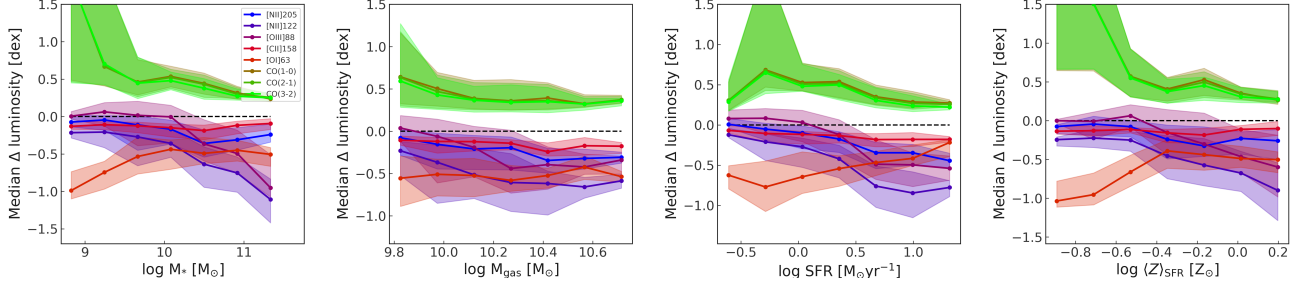 Median Δ luminosity [dex]
1.5
1.0
0.5
0.0
−0.5
−1.0
−1.5
[NII]205
[NII]122
[OIII]88
[CII]158
[OI]63
CO(1-0)
CO(2-1)
CO(3-2)
9
10
11
log M* [M⊙]
Median Δ luminosity [dex]
1.5
1.0
0.5
0.0
−0.5
−1.0
9.8
10.0
10.2
10.4
10.6
log Mgas [M⊙]
Median Δ luminosity [dex]
1.0
0.5
0.0
−0.5
−1.0
−0.5
0.0
0.5
1.0
log SFR [M⊙yr−1]
Median Δ luminosity [dex]
1.5
1.0
0.5
0.0
−0.5
−1.0
−1.5
−0.8
−0.6
−0.4
−0.2
0.0
0.2
log ⟨Z⟩SFR [Z⊙]